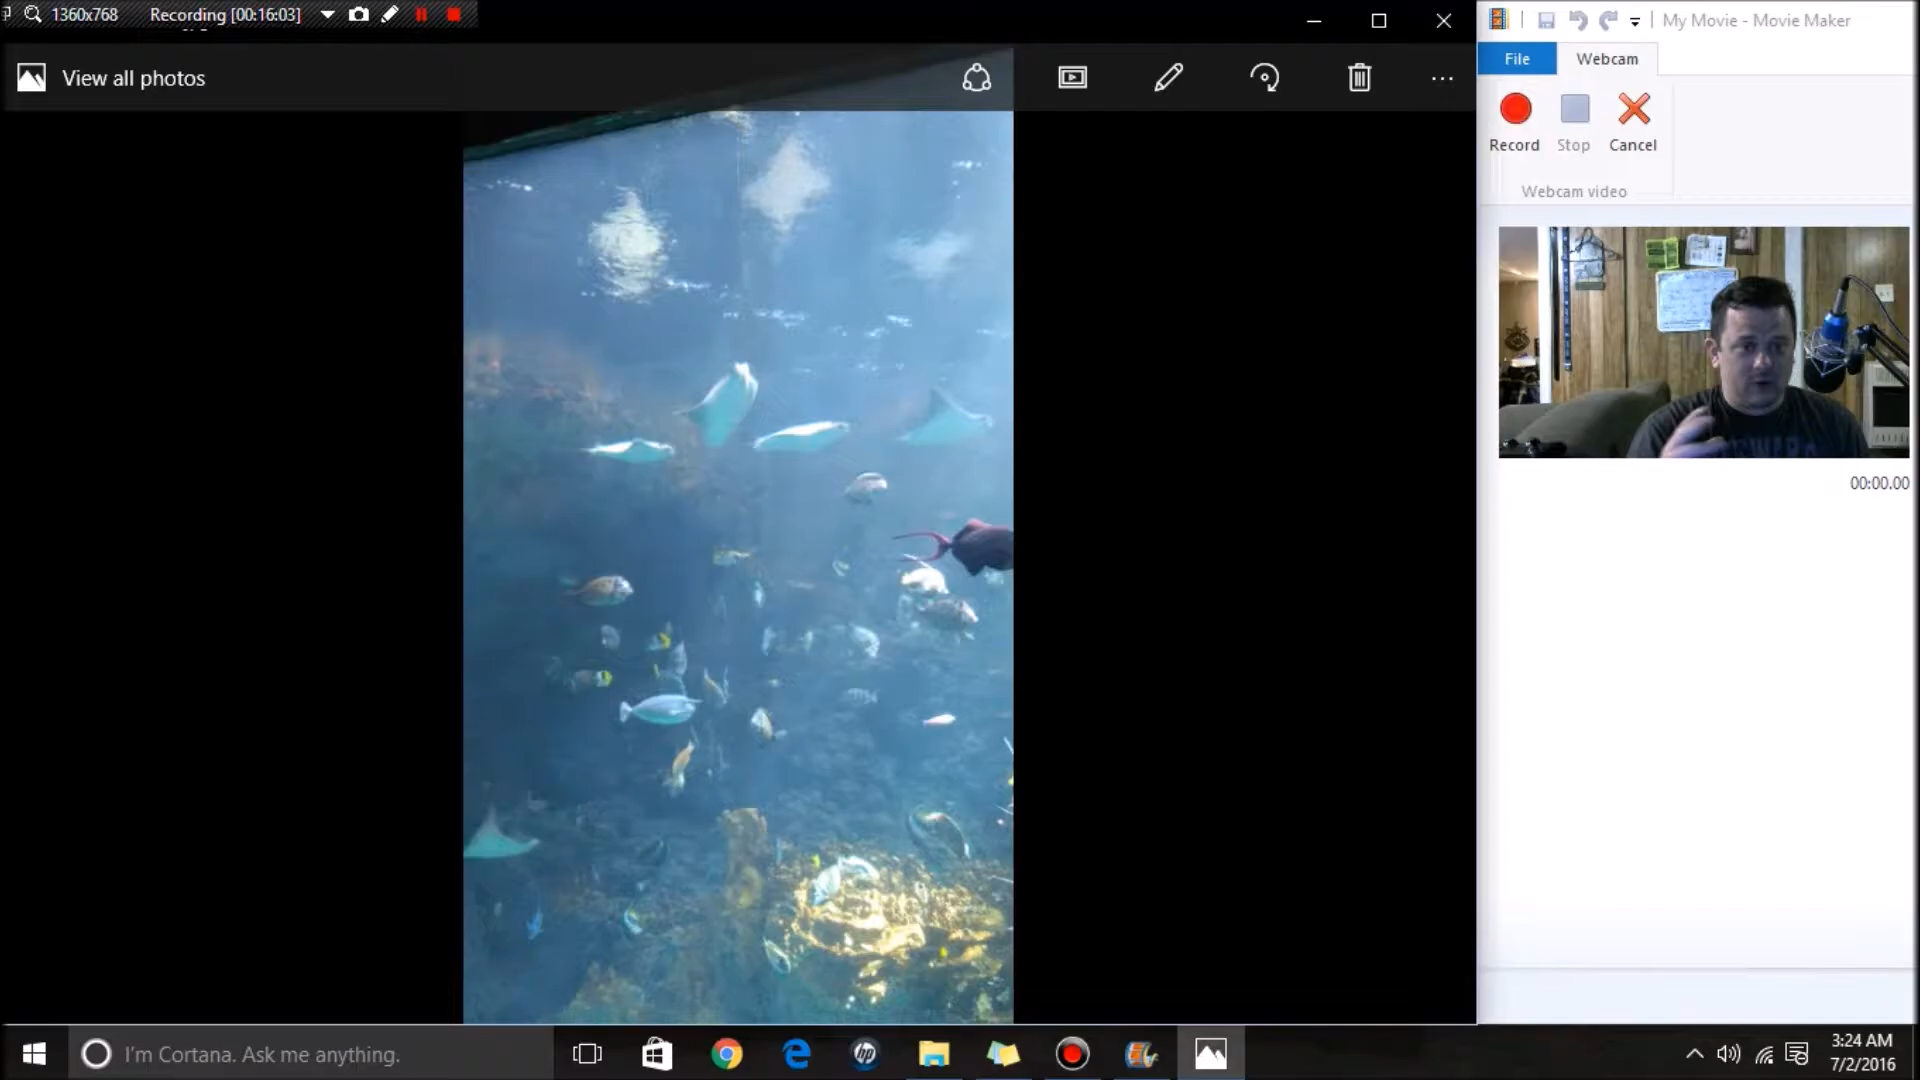 1360x768
Recording [00:16:03]
My Movie - Movie Maker
File
Webcam
View all photos
Record
Stop
Cancel
Webcam video
00:00.00
I'm Cortana. Ask me anything.
hp
3:24 AM
7/2/2016